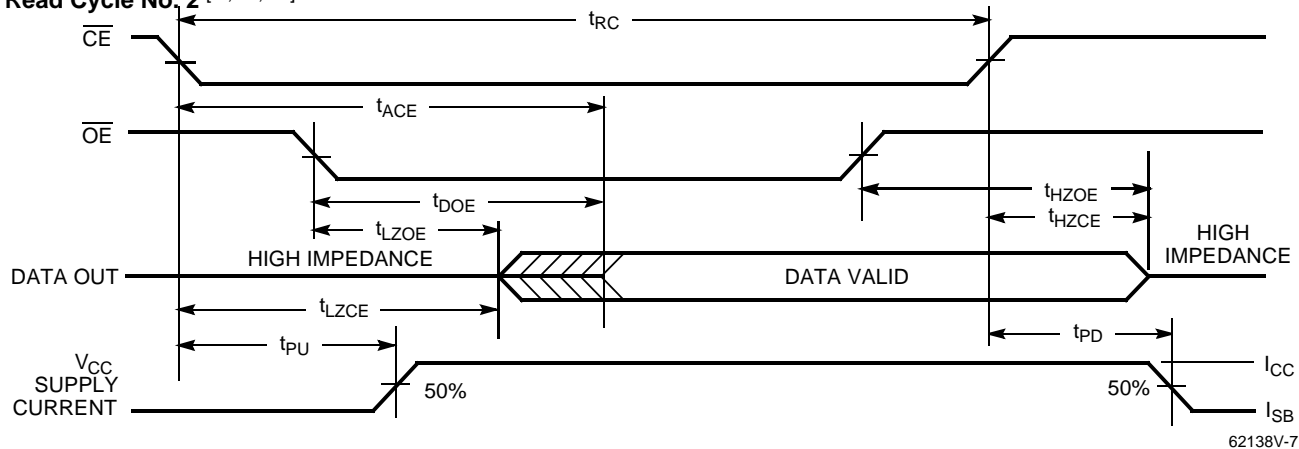 Read Cycle No. 2
tRC
CE
tACE
OE
tHZOE
tDOE
tHZCE
tLZOE
HIGH IMPEDANCE
HIGH
IMPEDANCE
DATA OUT
DATA VALID
tLZCE
tPU
tPD
VCC
SUPPLY
CURRENT
50%
50%
ICC
ISB
62138V-7